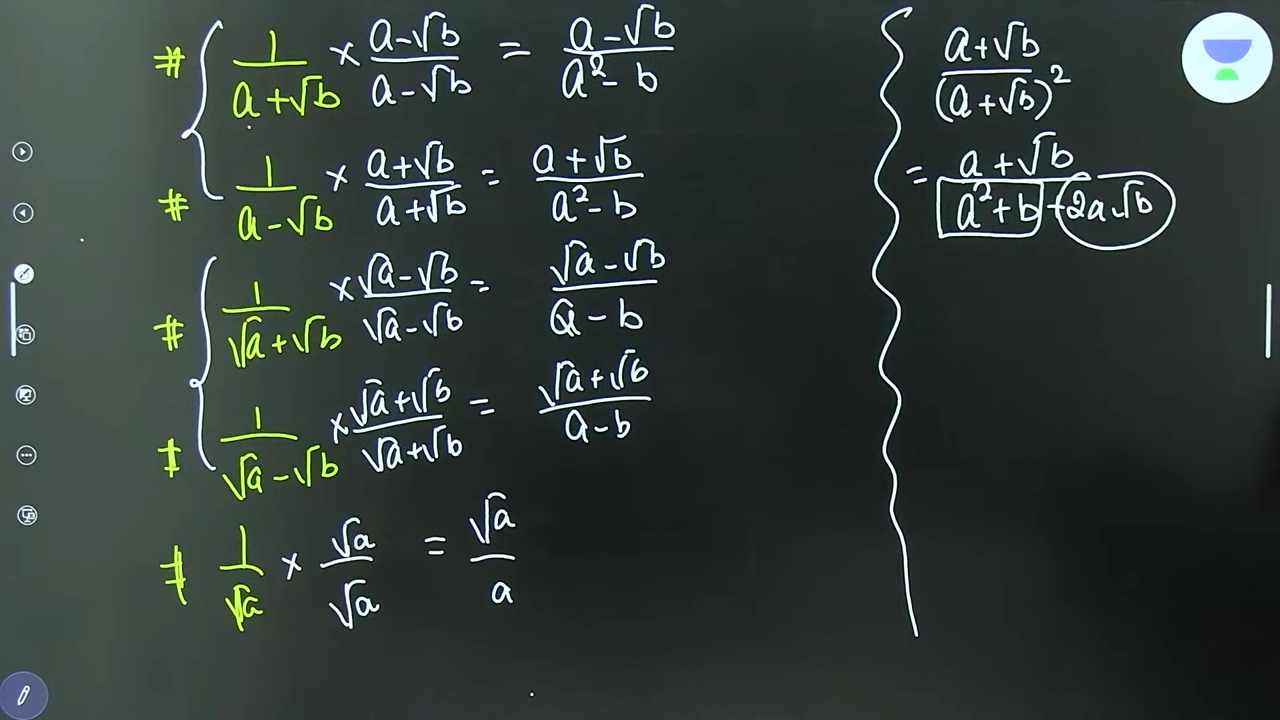 # 1/(a+√b) × (a-√b)/(a-√b) = (a-√b)/(a²-b)
# 1/(a-√b) × (a+√b)/(a+√b) = (a+√b)/(a²-b)
# 1/(√a+√b) × (√a-√b)/(√a-√b) = (√a-√b)/(a-b)
# 1/(√a-√b) × (√a+√b)/(√a+√b) = (√a+√b)/(a-b)
# 1/√a × √a/√a = √a/a
(a+√b)/(a+√b)²
= (a+√b)/(a²+b+2a√b)